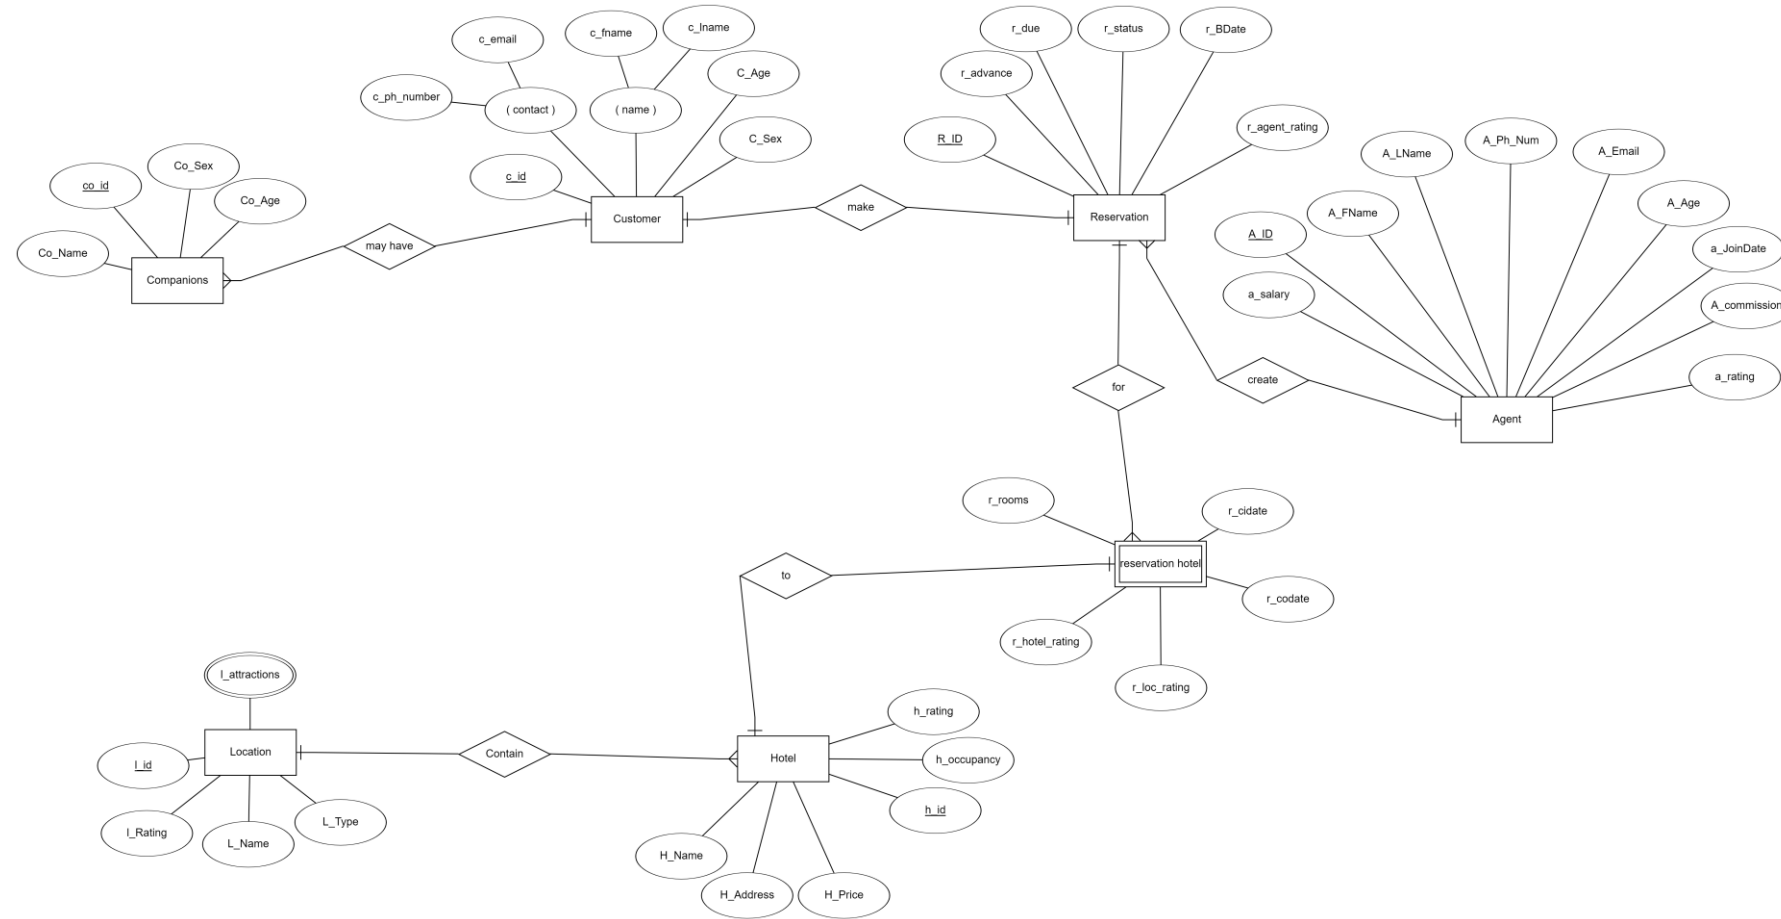 c_email
c_fname
c_lname
r_due
r_status
r_BDate
C_Age
r_advance
c_ph_number
( contact )
( name )
r_agent_rating
R_ID
C_Sex
A_LName
A_Ph_Num
A_Email
Co_Sex
co_id
c_id
Co_Age
A_Age
A_FName
Customer
make
Reservation
A_ID
may have
a_JoinDate
Co_Name
Companions
a_salary
A_commission
for
create
a_rating
Agent
r_rooms
r_cidate
reservation hotel
to
r_codate
r_hotel_rating
l_attractions
r_loc_rating
h_rating
Location
Contain
Hotel
h_occupancy
l_id
h_id
L_Type
l_Rating
L_Name
H_Name
H_Address
H_Price